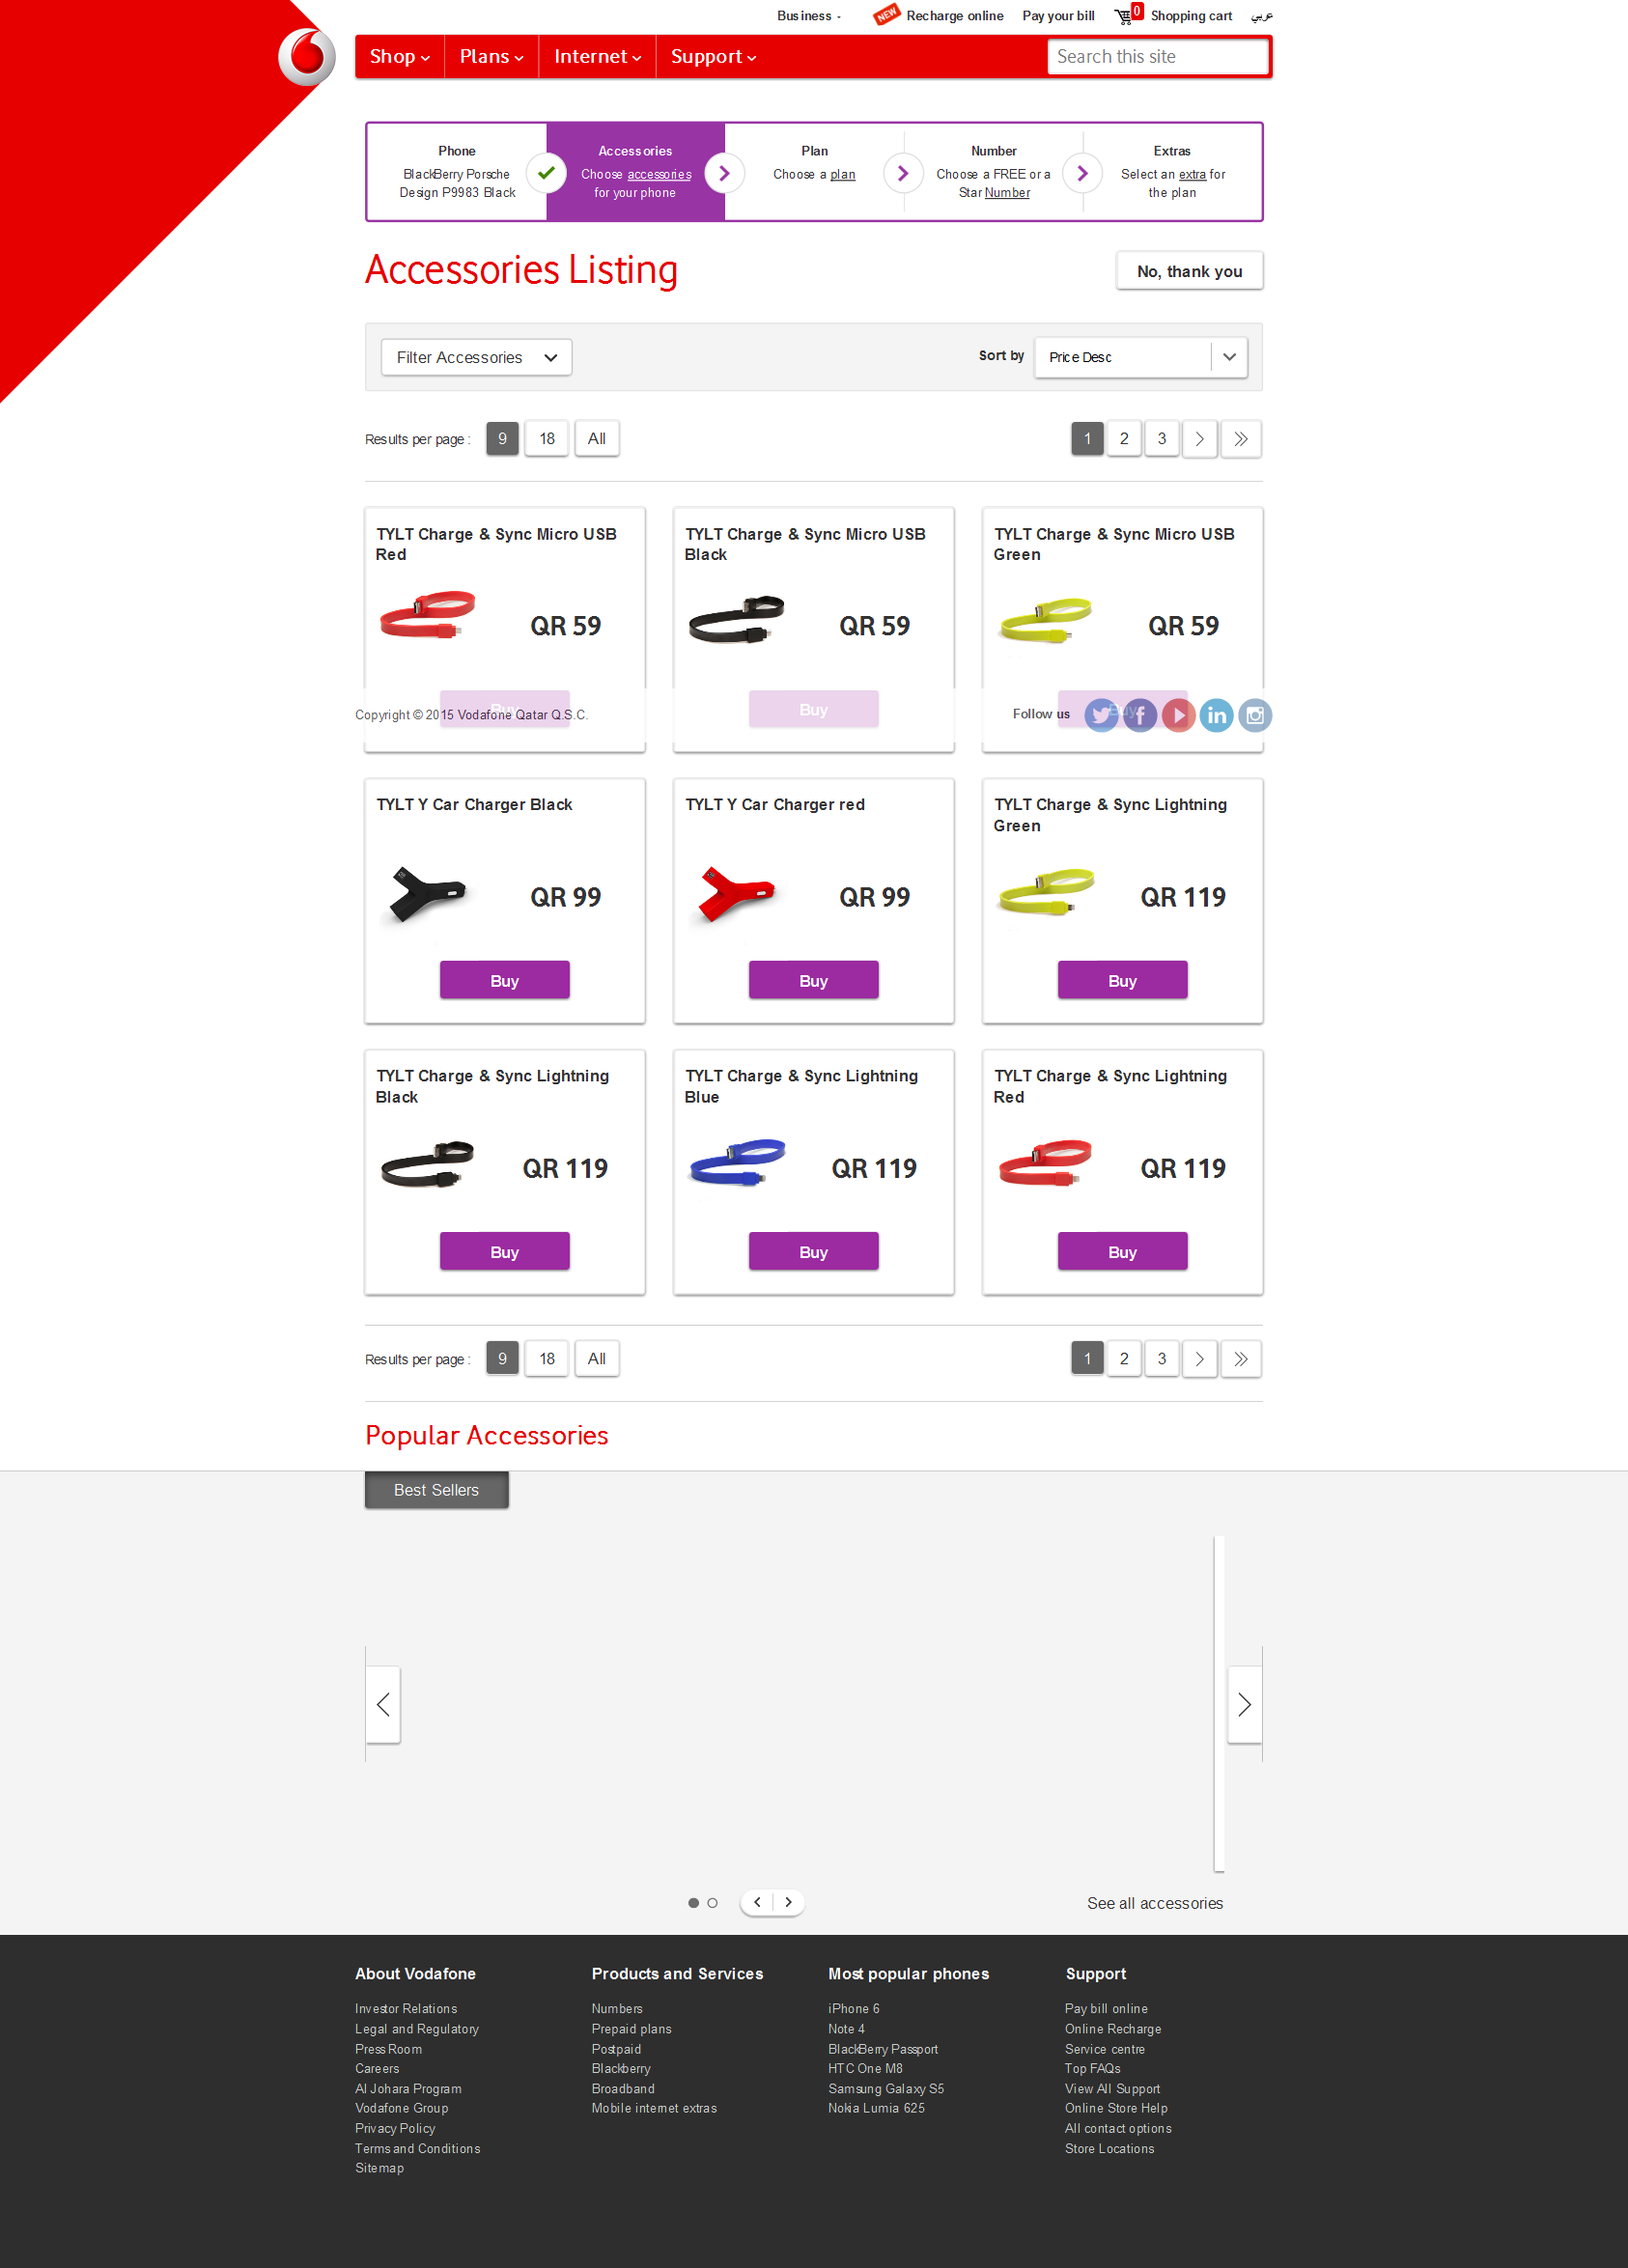 Business
NEW Recharge online
Pay your bill
0 Shopping cart
عربي
Shop
Plans
Internet
Support
Search this site
Phone
BlackBerry Porsche
Design P9983 Black
Accessories
Choose accessories
for your phone
Plan
Choose a plan
Number
Choose a FREE or a
Star Number
Extras
Select an extra for
the plan
Accessories Listing
No, thank you
Filter Accessories
Sort by
Price Desc
Results per page :
9 18 All
1 2 3
TYLT Charge & Sync Micro USB
Red
QR 59
Buy
TYLT Charge & Sync Micro USB
Black
QR 59
Buy
TYLT Charge & Sync Micro USB
Green
QR 59
Buy
Copyright © 2015 Vodafone Qatar Q.S.C.
Follow us
TYLT Y Car Charger Black
QR 99
Buy
TYLT Y Car Charger red
QR 99
Buy
TYLT Charge & Sync Lightning
Green
QR 119
Buy
TYLT Charge & Sync Lightning
Black
QR 119
Buy
TYLT Charge & Sync Lightning
Blue
QR 119
Buy
TYLT Charge & Sync Lightning
Red
QR 119
Buy
Results per page :
9 18 All
1 2 3
Popular Accessories
Best Sellers
See all accessories
About Vodafone
Investor Relations
Legal and Regulatory
Press Room
Careers
Al Johara Program
Vodafone Group
Privacy Policy
Terms and Conditions
Sitemap
Products and Services
Numbers
Prepaid plans
Postpaid
Blackberry
Broadband
Mobile internet extras
Most popular phones
iPhone 6
Note 4
BlackBerry Passport
HTC One M8
Samsung Galaxy S5
Nokia Lumia 625
Support
Pay bill online
Online Recharge
Service centre
Top FAQs
View All Support
Online Store Help
All contact options
Store Locations